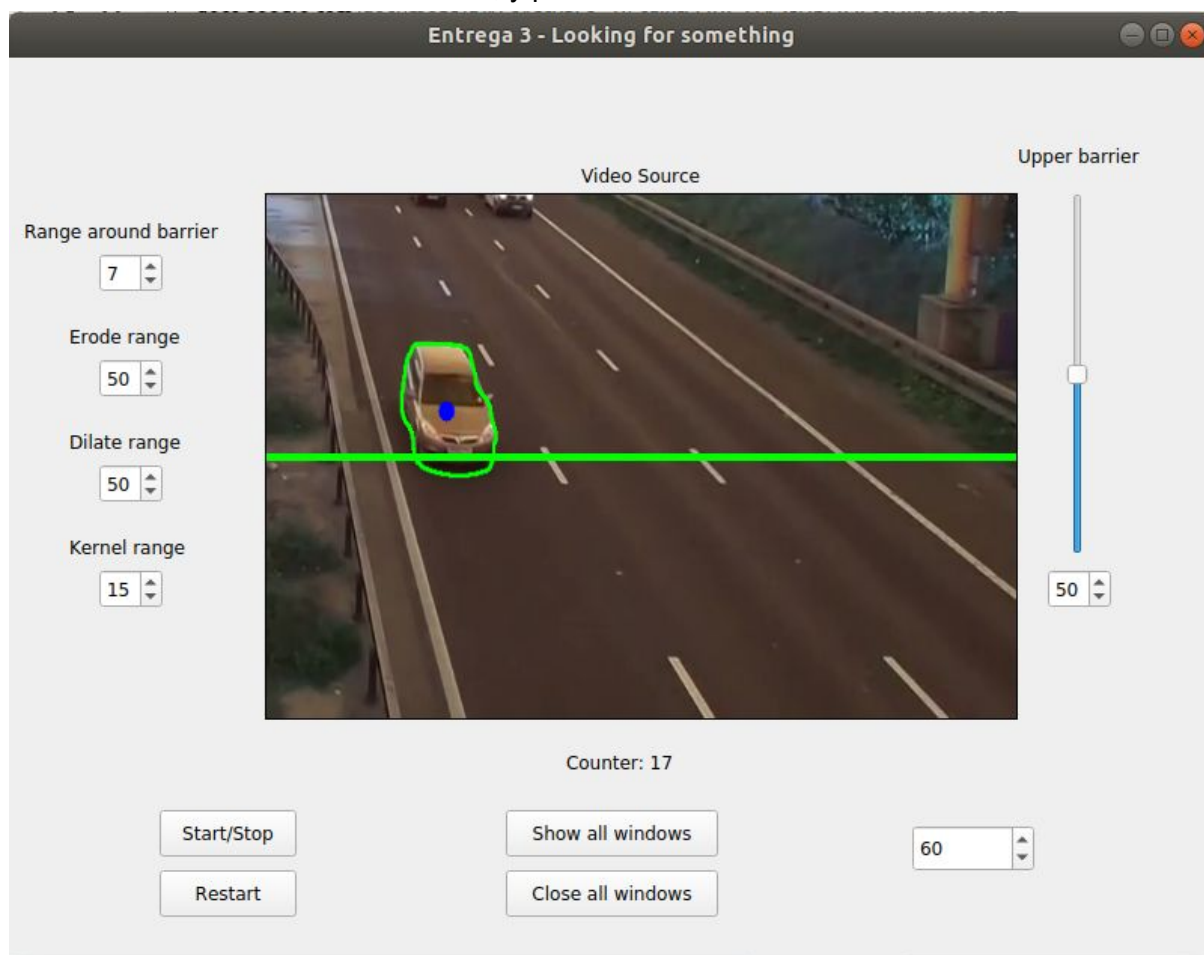 Entrega 3 - Looking for something
Upper barrier
Video Source
Range around barrier
7
Erode range
50
Dilate range
50
Kernel range
15
50
Counter: 17
Start/Stop
Show all windows
60
Restart
Close all windows